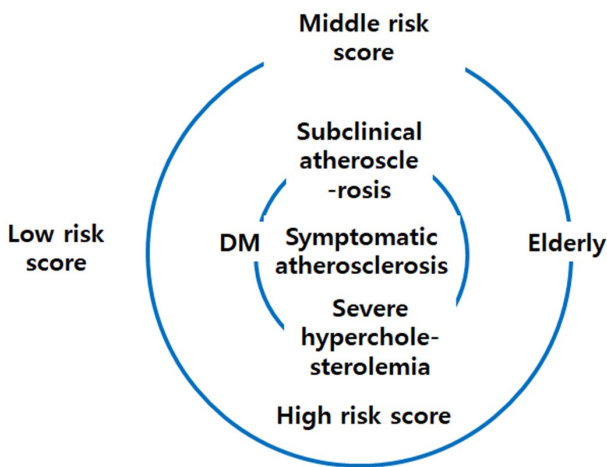 Middle risk
score
Subclinical
atheroscle
-rosis
Low risk
score
DM
Symptomatic
atherosclerosis
Elderly
Severe
hyperchole-
sterolemia
High risk score